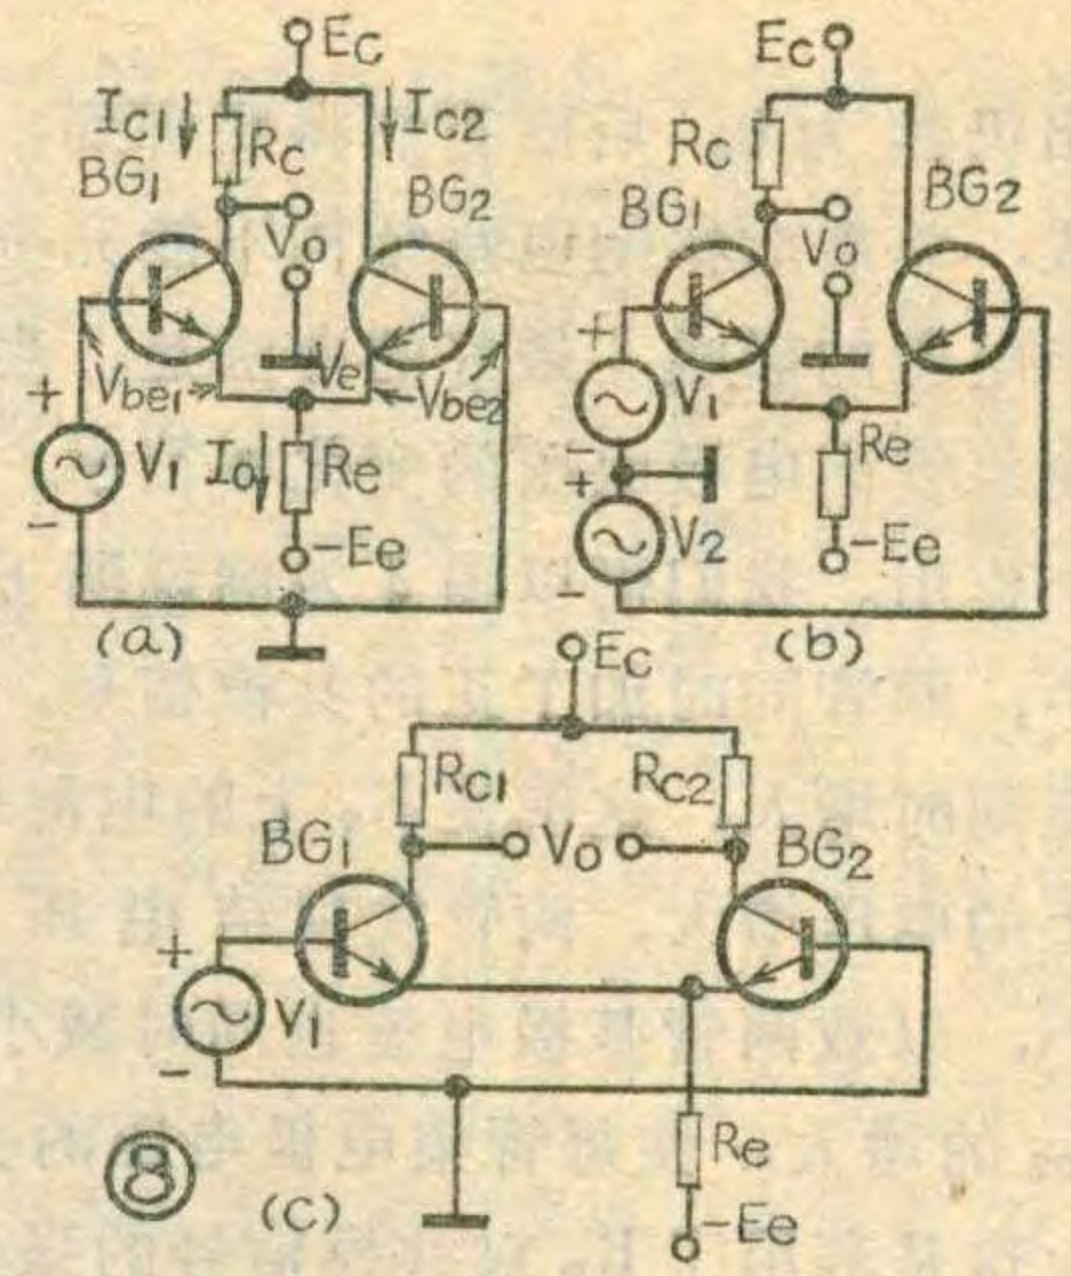 Ec
Ic1
Rc
Ic2
BG1
BG2
Vo
Ve
Vbe1
Vbe2
+
V1
Io
Re
-
-Ee
(a)
Ec
Rc
BG1
BG2
Vo
+
V1
Re
-
+
V2
-Ee
-
(b)
Ec
Rc1
Rc2
BG1
Vo
BG2
+
V1
-
Re
⑧
(c)
-Ee